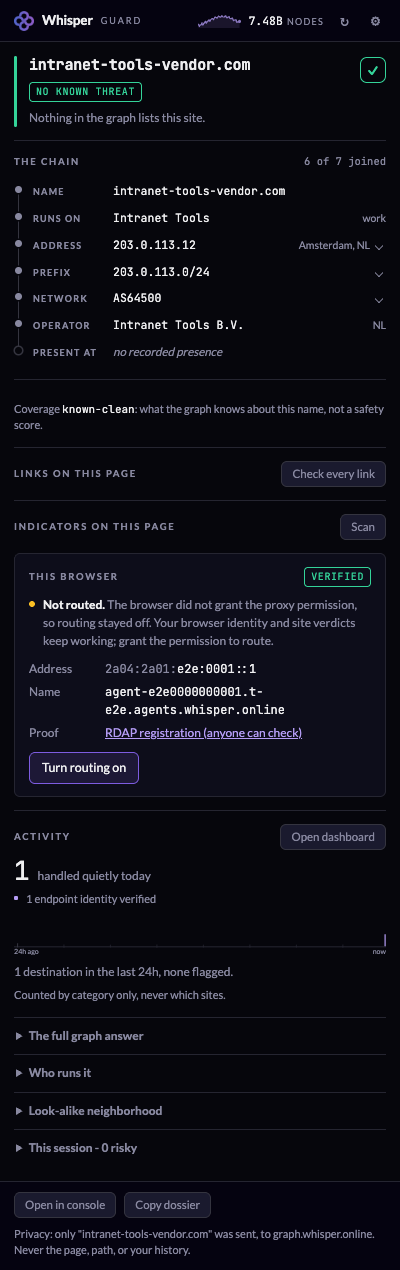 Whisper GUARD 7.48B NODES
intranet-tools-vendor.com
NO KNOWN THREAT
Nothing in the graph lists this site.
THE CHAIN 6 of 7 joined
NAME intranet-tools-vendor.com
RUNS ON Intranet Tools work
ADDRESS 203.0.113.12 Amsterdam, NL
PREFIX 203.0.113.0/24
NETWORK AS64500
OPERATOR Intranet Tools B.V. NL
PRESENT AT no recorded presence
Coverage known-clean: what the graph knows about this name, not a safety
score.
LINKS ON THIS PAGE Check every link
INDICATORS ON THIS PAGE Scan
THIS BROWSER VERIFIED
Not routed. The browser did not grant the proxy permission,
so routing stayed off. Your browser identity and site verdicts
keep working; grant the permission to route.
Address 2a04:2a01:e2e:0001::1
Name agent-e2e0000000001.t-
e2e.agents.whisper.online
Proof RDAP registration (anyone can check)
Turn routing on
ACTIVITY Open dashboard
1 handled quietly today
1 endpoint identity verified
24h ago now
1 destination in the last 24h, none flagged.
Counted by category only, never which sites.
The full graph answer
Who runs it
Look-alike neighborhood
This session - 0 risky
Open in console Copy dossier
Privacy: only "intranet-tools-vendor.com" was sent, to graph.whisper.online.
Never the page, path, or your history.